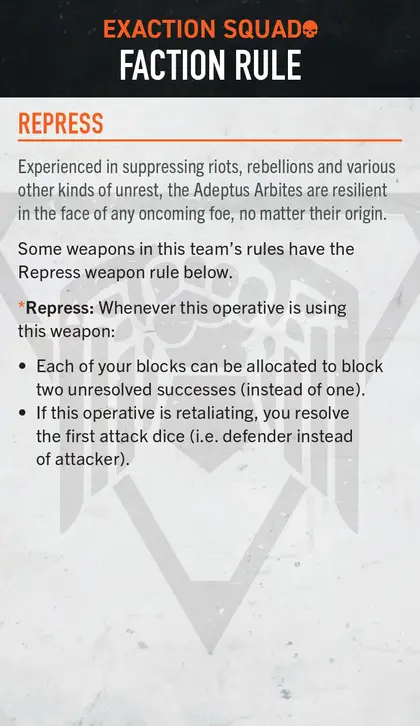 EXACTION SQUAD
FACTION RULE
REPRESS
Experienced in suppressing riots, rebellions and various
other kinds of unrest, the Adeptus Arbites are resilient
in the face of any oncoming foe, no matter their origin.
Some weapons in this team's rules have the
Repress weapon rule below.
*Repress: Whenever this operative is using
this weapon:
• Each of your blocks can be allocated to block
two unresolved successes (instead of one).
• If this operative is retaliating, you resolve
the first attack dice (i.e. defender instead
of attacker).